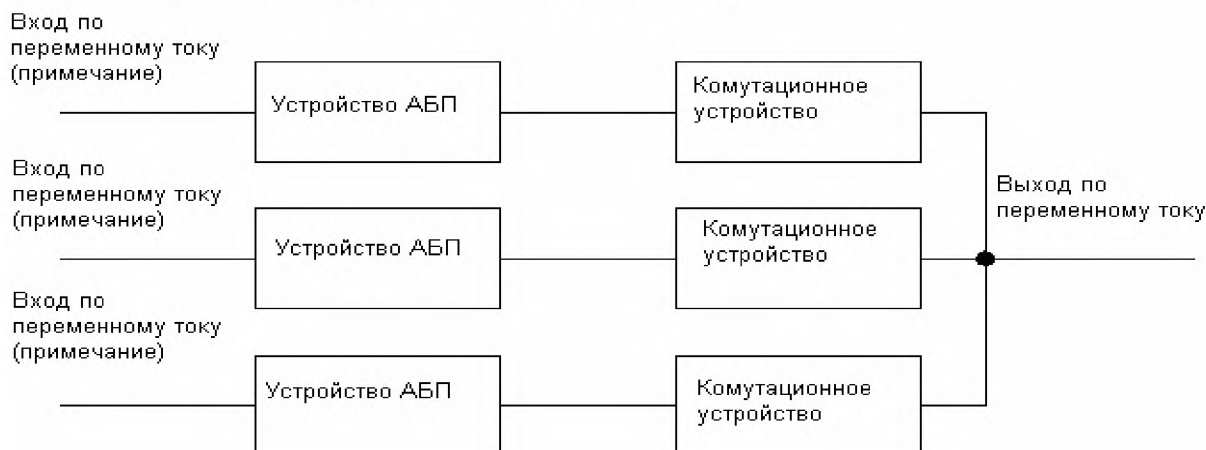 Вход по
переменному току
(примечание)
Устройство АБП
Комутационное
устройство
Вход по
переменному току
(примечание)
Устройство АБП
Комутационное
устройство
Выход по
переменному току
Вход по
переменному току
(примечание)
Устройство АБП
Комутационное
устройство